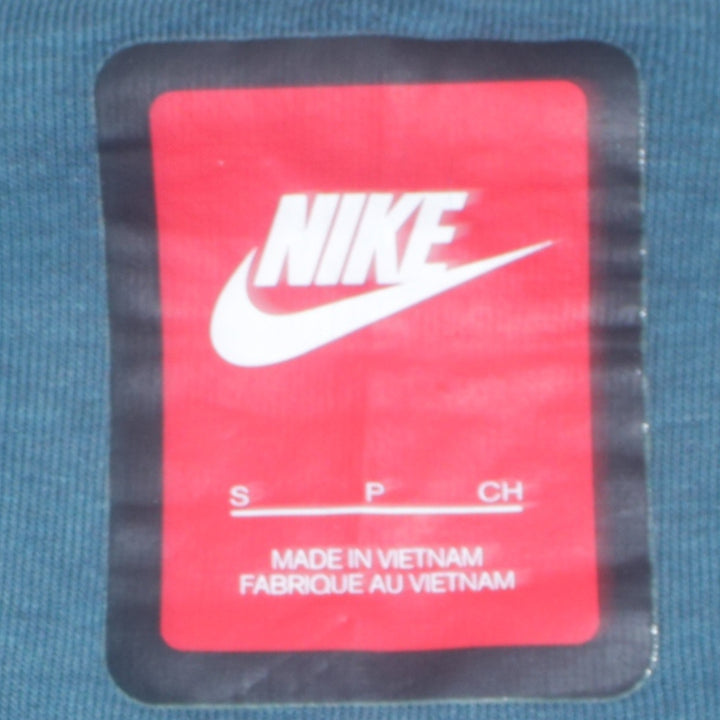 NIKE
S P CH
MADE IN VIETNAM
FABRIQUE AU VIETNAM